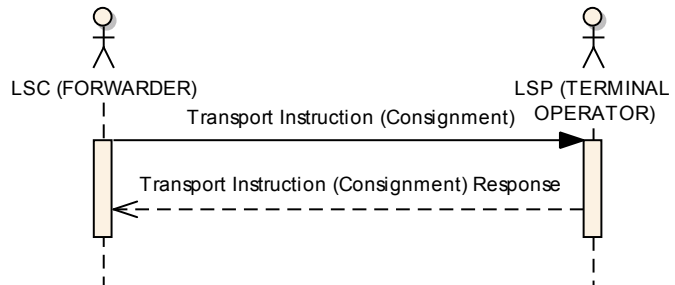 LSC (FORWARDER)
LSP (TERMINAL
OPERATOR)
Transport Instruction (Consignment)
Transport Instruction (Consignment) Response